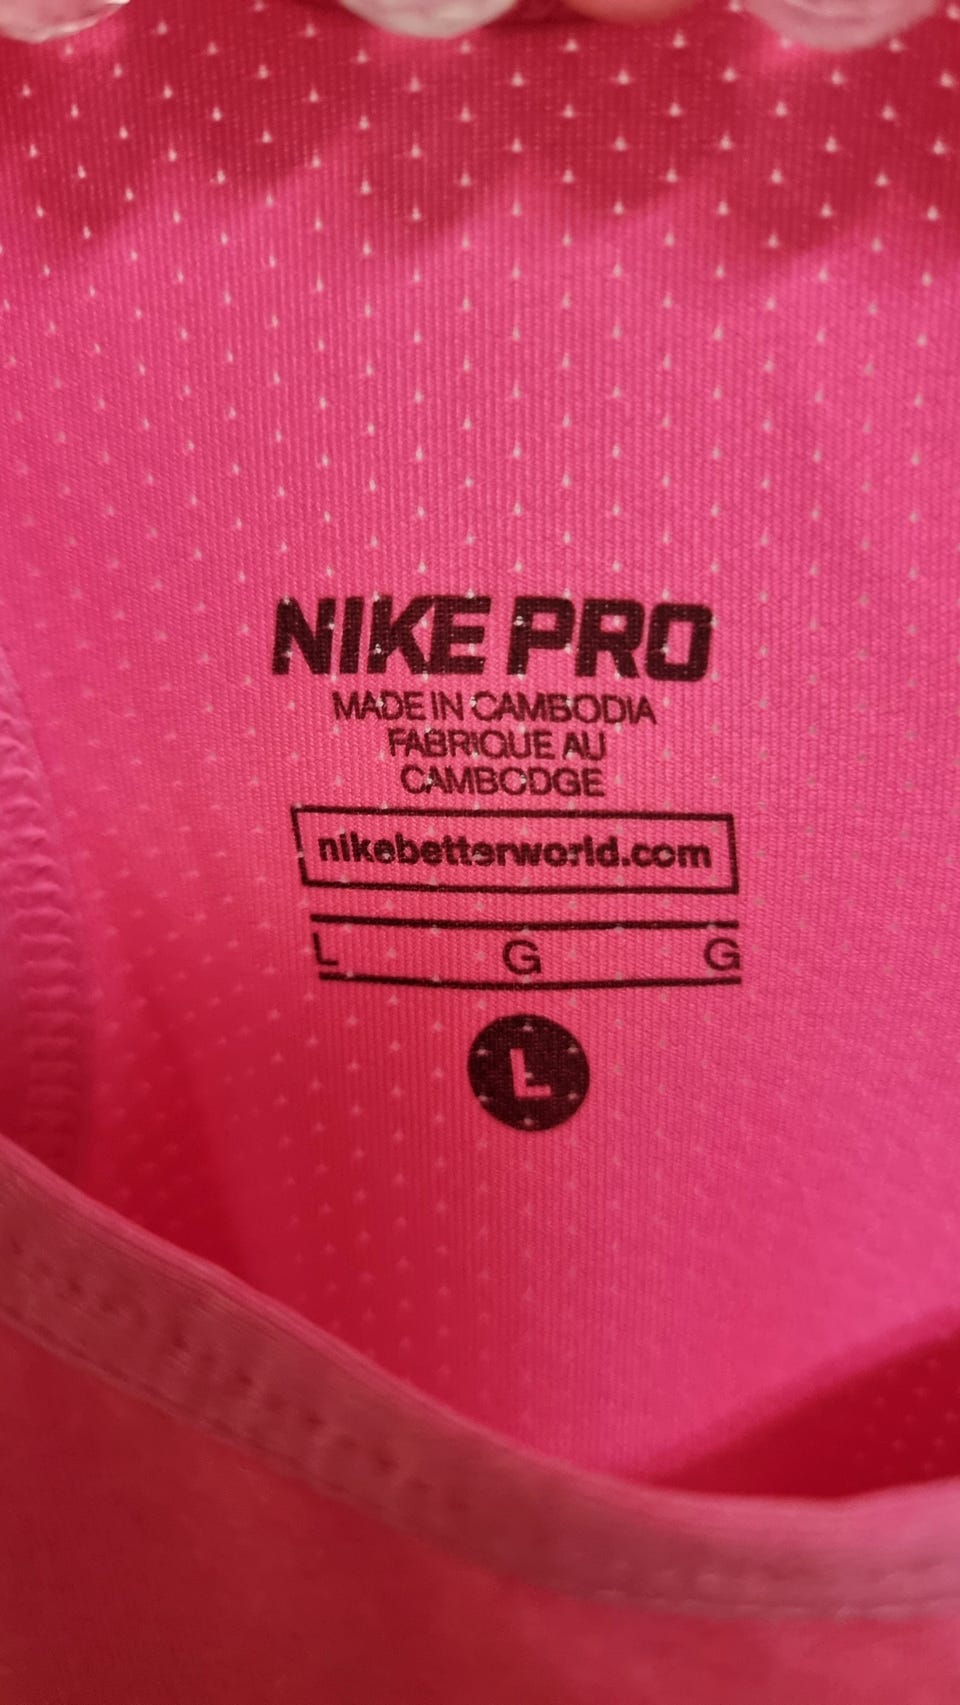 NIKE PRO
MADE IN CAMBODIA
FABRIQUE AU
CAMBODGE
nikebetterworld.com
L G G
L